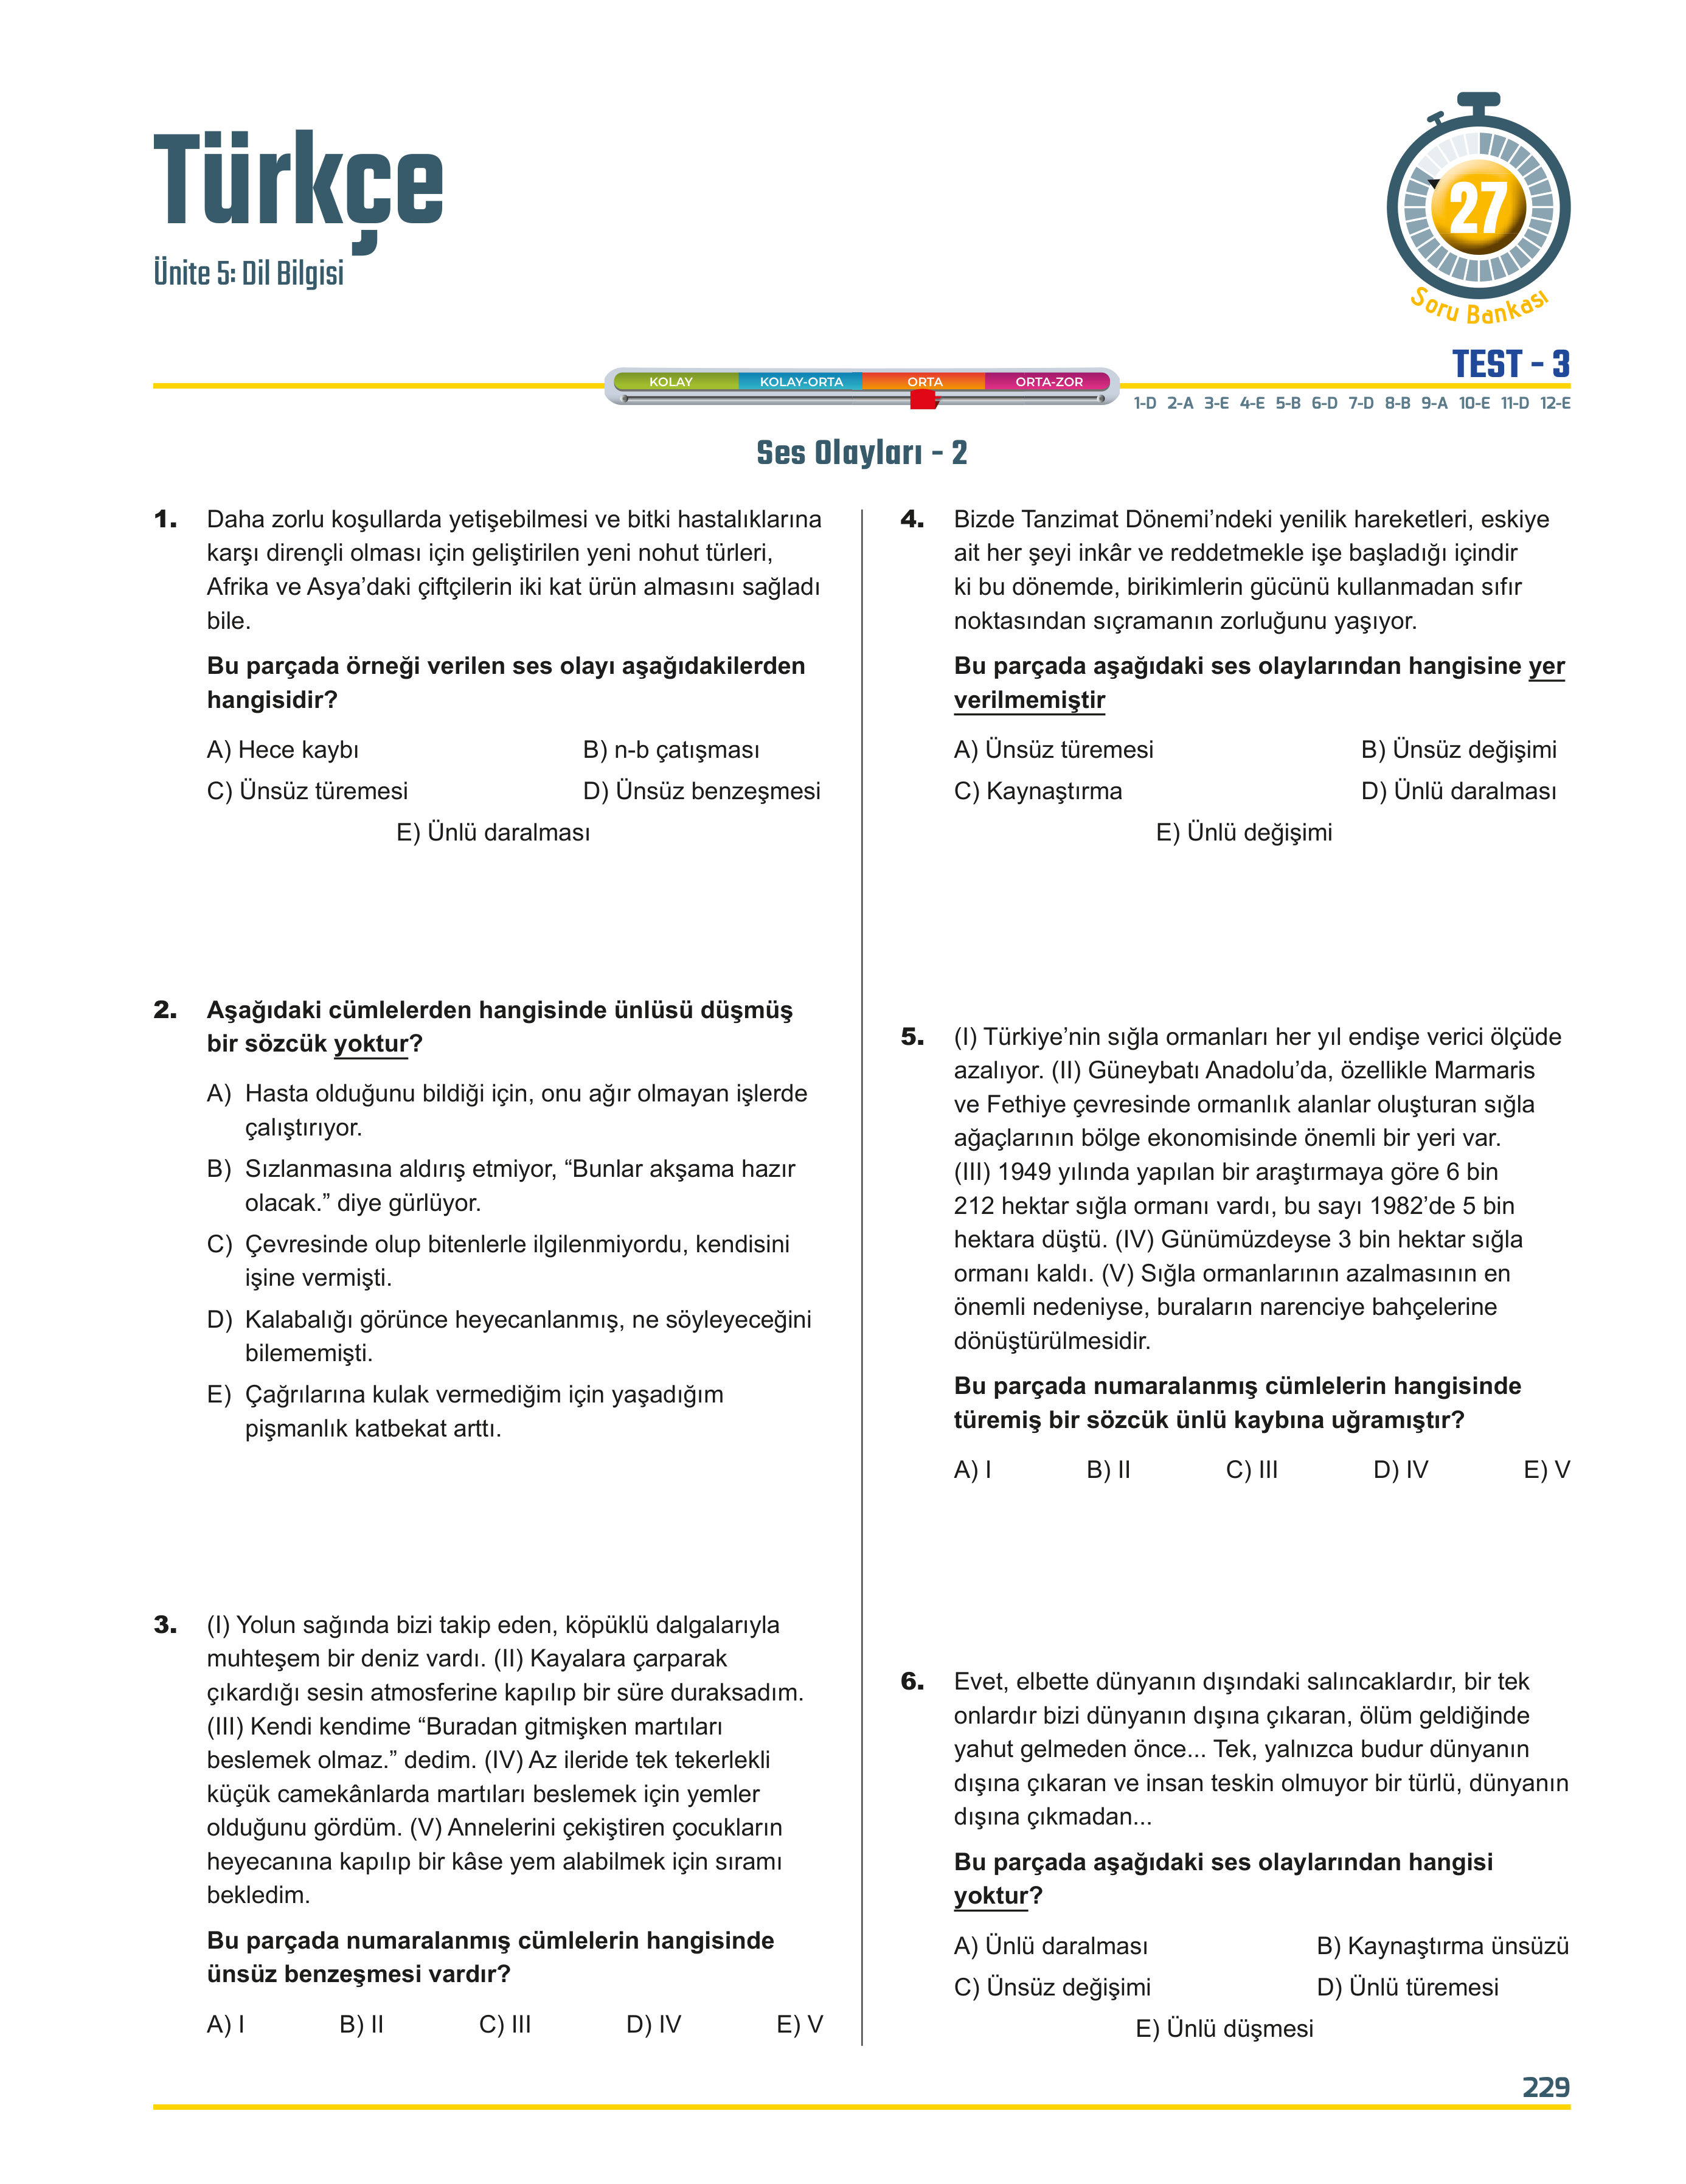 Türkçe
Ünite 5: Dil Bilgisi
27
Soru Bankası
TEST - 3
KOLAY KOLAY-ORTA ORTA ORTA-ZOR
1-D 2-A 3-E 4-E 5-B 6-D 7-D 8-B 9-A 10-E 11-D 12-E
Ses Olayları - 2
1. Daha zorlu koşullarda yetişebilmesi ve bitki hastalıklarına
karşı dirençli olması için geliştirilen yeni nohut türleri,
Afrika ve Asya’daki çiftçilerin iki kat ürün almasını sağladı
bile.
Bu parçada örneği verilen ses olayı aşağıdakilerden
hangisidir?
A) Hece kaybı B) n-b çatışması
C) Ünsüz türemesi D) Ünsüz benzeşmesi
E) Ünlü daralması
2. Aşağıdaki cümlelerden hangisinde ünlüsü düşmüş
bir sözcük yoktur?
A) Hasta olduğunu bildiği için, onu ağır olmayan işlerde
çalıştırıyor.
B) Sızlanmasına aldırış etmiyor, “Bunlar akşama hazır
olacak.” diye gürlüyor.
C) Çevresinde olup bitenlerle ilgilenmiyordu, kendisini
işine vermişti.
D) Kalabalığı görünce heyecanlanmış, ne söyleyeceğini
bilememişti.
E) Çağrılarına kulak vermediğim için yaşadığım
pişmanlık katbekat arttı.
3. (I) Yolun sağında bizi takip eden, köpüklü dalgalarıyla
muhteşem bir deniz vardı. (II) Kayalara çarparak
çıkardığı sesin atmosferine kapılıp bir süre duraksadım.
(III) Kendi kendime “Buradan gitmişken martıları
beslemek olmaz.” dedim. (IV) Az ileride tek tekerlekli
küçük camekânlarda martıları beslemek için yemler
olduğunu gördüm. (V) Annelerini çekiştiren çocukların
heyecanına kapılıp bir kâse yem alabilmek için sıramı
bekledim.
Bu parçada numaralanmış cümlelerin hangisinde
ünsüz benzeşmesi vardır?
A) I B) II C) III D) IV E) V
4. Bizde Tanzimat Dönemi’ndeki yenilik hareketleri, eskiye
ait her şeyi inkâr ve reddetmekle işe başladığı içindir
ki bu dönemde, birikimlerin gücünü kullanmadan sıfır
noktasından sıçramanın zorluğunu yaşıyor.
Bu parçada aşağıdaki ses olaylarından hangisine yer
verilmemiştir
A) Ünsüz türemesi B) Ünsüz değişimi
C) Kaynaştırma D) Ünlü daralması
E) Ünlü değişimi
5. (I) Türkiye’nin sığla ormanları her yıl endişe verici ölçüde
azalıyor. (II) Güneybatı Anadolu’da, özellikle Marmaris
ve Fethiye çevresinde ormanlık alanlar oluşturan sığla
ağaçlarının bölge ekonomisinde önemli bir yeri var.
(III) 1949 yılında yapılan bir araştırmaya göre 6 bin
212 hektar sığla ormanı vardı, bu sayı 1982’de 5 bin
hektara düştü. (IV) Günümüzdeyse 3 bin hektar sığla
ormanı kaldı. (V) Sığla ormanlarının azalmasının en
önemli nedeniyse, buraların narenciye bahçelerine
dönüştürülmesidir.
Bu parçada numaralanmış cümlelerin hangisinde
türemiş bir sözcük ünlü kaybına uğramıştır?
A) I B) II C) III D) IV E) V
6. Evet, elbette dünyanın dışındaki salıncaklardır, bir tek
onlardır bizi dünyanın dışına çıkaran, ölüm geldiğinde
yahut gelmeden önce... Tek, yalnızca budur dünyanın
dışına çıkaran ve insan teskin olmuyor bir türlü, dünyanın
dışına çıkmadan...
Bu parçada aşağıdaki ses olaylarından hangisi
yoktur?
A) Ünlü daralması B) Kaynaştırma ünsüzü
C) Ünsüz değişimi D) Ünlü türemesi
E) Ünlü düşmesi
229